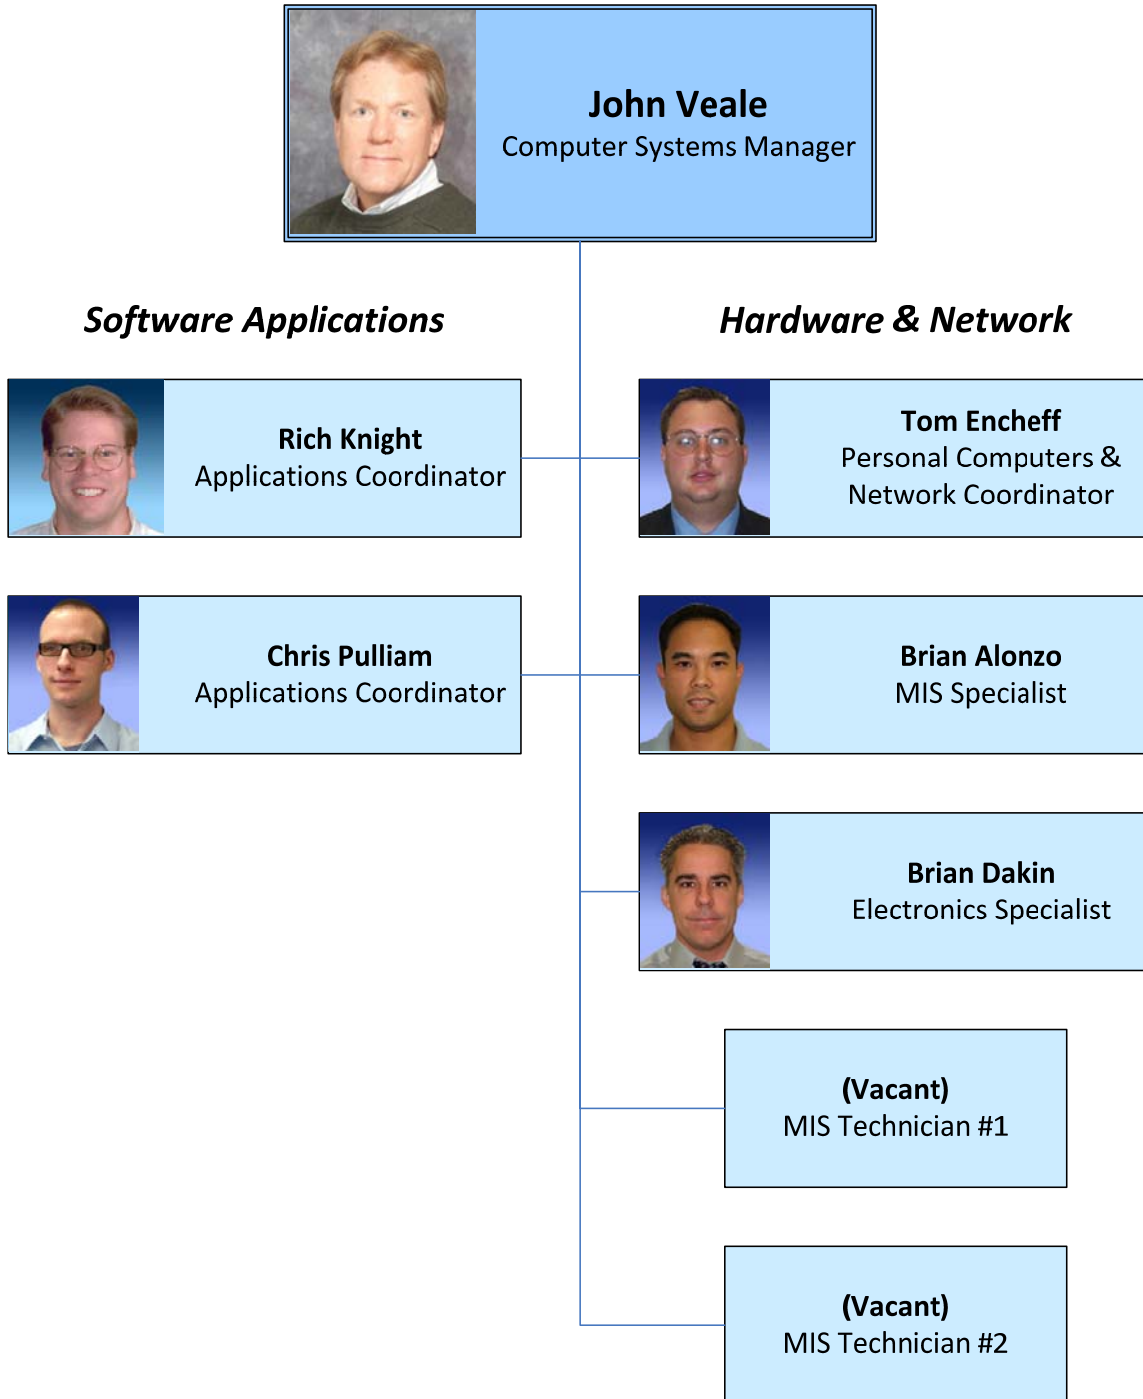 John Veale
Computer Systems Manager
Software Applications
Hardware & Network
Rich Knight
Applications Coordinator
Tom Encheff
Personal Computers &
Network Coordinator
Chris Pulliam
Applications Coordinator
Brian Alonzo
MIS Specialist
Brian Dakin
Electronics Specialist
(Vacant)
MIS Technician #1
(Vacant)
MIS Technician #2